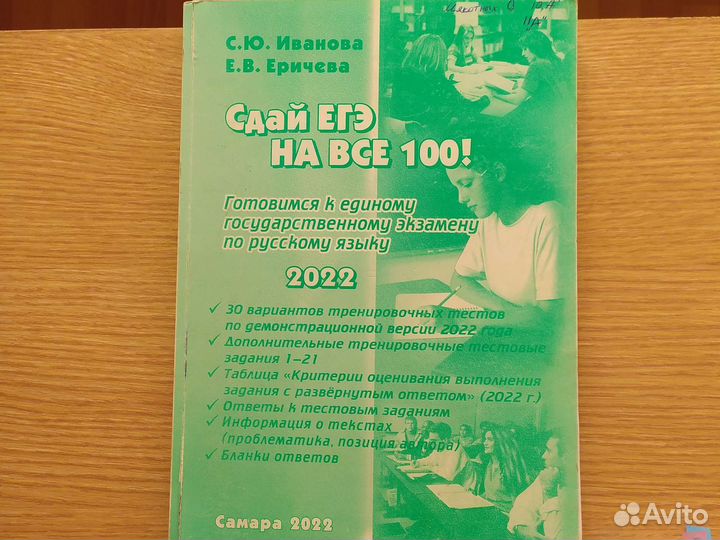 10 А
"А"
С.Ю. Иванова
Е.В. Еричева
Сдай ЕГЭ
НА ВСЕ 100!
Готовимся к единому
государственному экзамену
по русскому языку
2022
✓ 30 вариантов тренировочных тестов
по демонстрационной версии 2022 года
✓ Дополнительные тренировочные тестовые
задания 1–21
✓ Таблица «Критерии оценивания выполнения
задания с развёрнутым ответом» (2022 г.)
✓ Ответы к тестовым заданиям
✓ Информация о текстах
(проблематика, позиция автора)
✓ Бланки ответов
Самара 2022
Avito